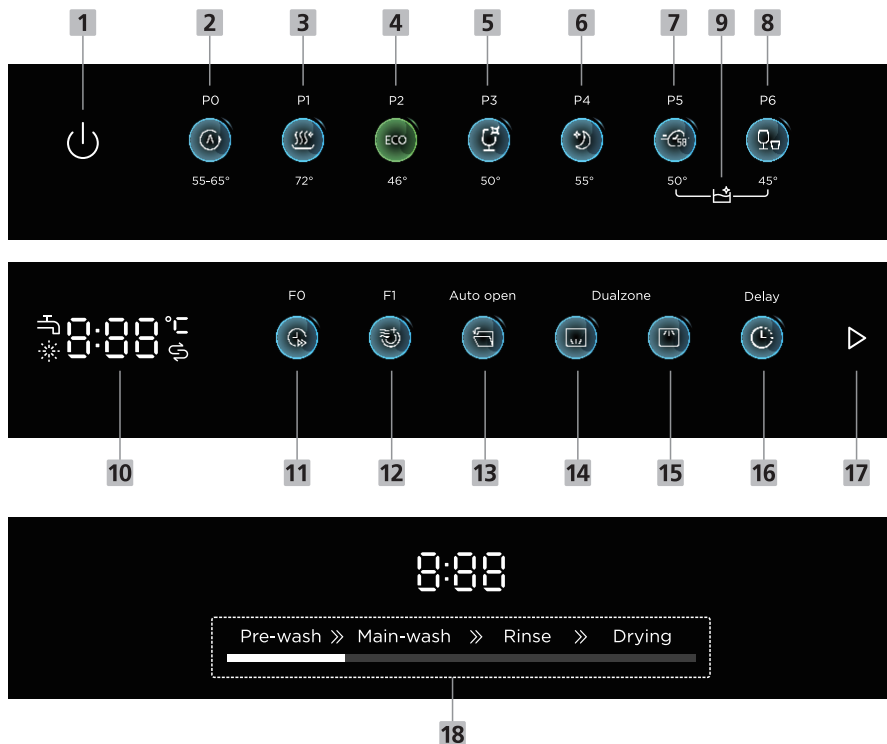 1 2 3 4 5 6 7 9 8
P0 P1 P2 P3 P4 P5 P6
ECO 58'
55-65° 72° 46° 50° 55° 50° 45°
F0 F1 Auto open Dualzone Delay
8:88 °C
10 11 12 13 14 15 16 17
8:88
Pre-wash » Main-wash » Rinse » Drying
18